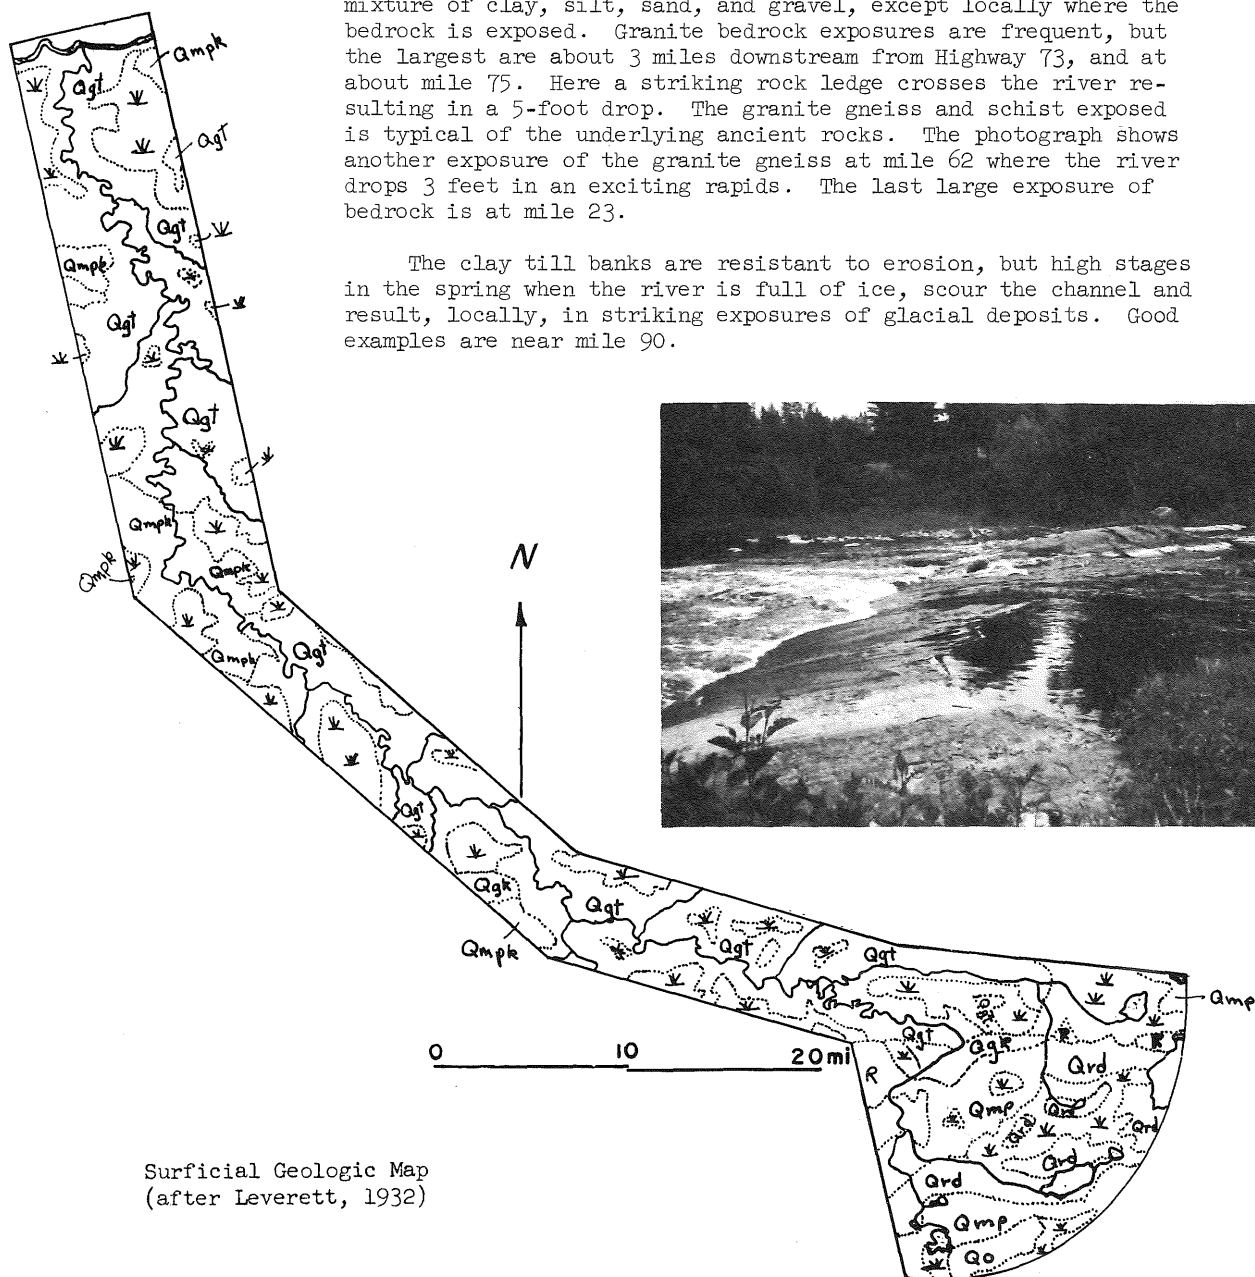 mixture of clay, silt, sand, and gravel, except locally where the
bedrock is exposed. Granite bedrock exposures are frequent, but
the largest are about 3 miles downstream from Highway 73, and at
about mile 75. Here a striking rock ledge crosses the river re-
sulting in a 5-foot drop. The granite gneiss and schist exposed
is typical of the underlying ancient rocks. The photograph shows
another exposure of the granite gneiss at mile 62 where the river
drops 3 feet in an exciting rapids. The last large exposure of
bedrock is at mile 23.
The clay till banks are resistant to erosion, but high stages
in the spring when the river is full of ice, scour the channel and
result, locally, in striking exposures of glacial deposits. Good
examples are near mile 90.
Qmpk
Qgt
Qgt
Qgt
Qmpk
Qgt
Qgt
Qmpk
Qmpk
Qmpk
Qmpk
Qgt
N
Qgt
Qgk
Qgt
Qmpk
Qgt
Qgt
Qmp
Qgt
Qgk
R
R
R
Qrd
Qmp
Qrd
Qrd
Qrd
Qrd
Qrd
Qmp
Qo
0 10 20 mi
Surficial Geologic Map
(after Leverett, 1932)